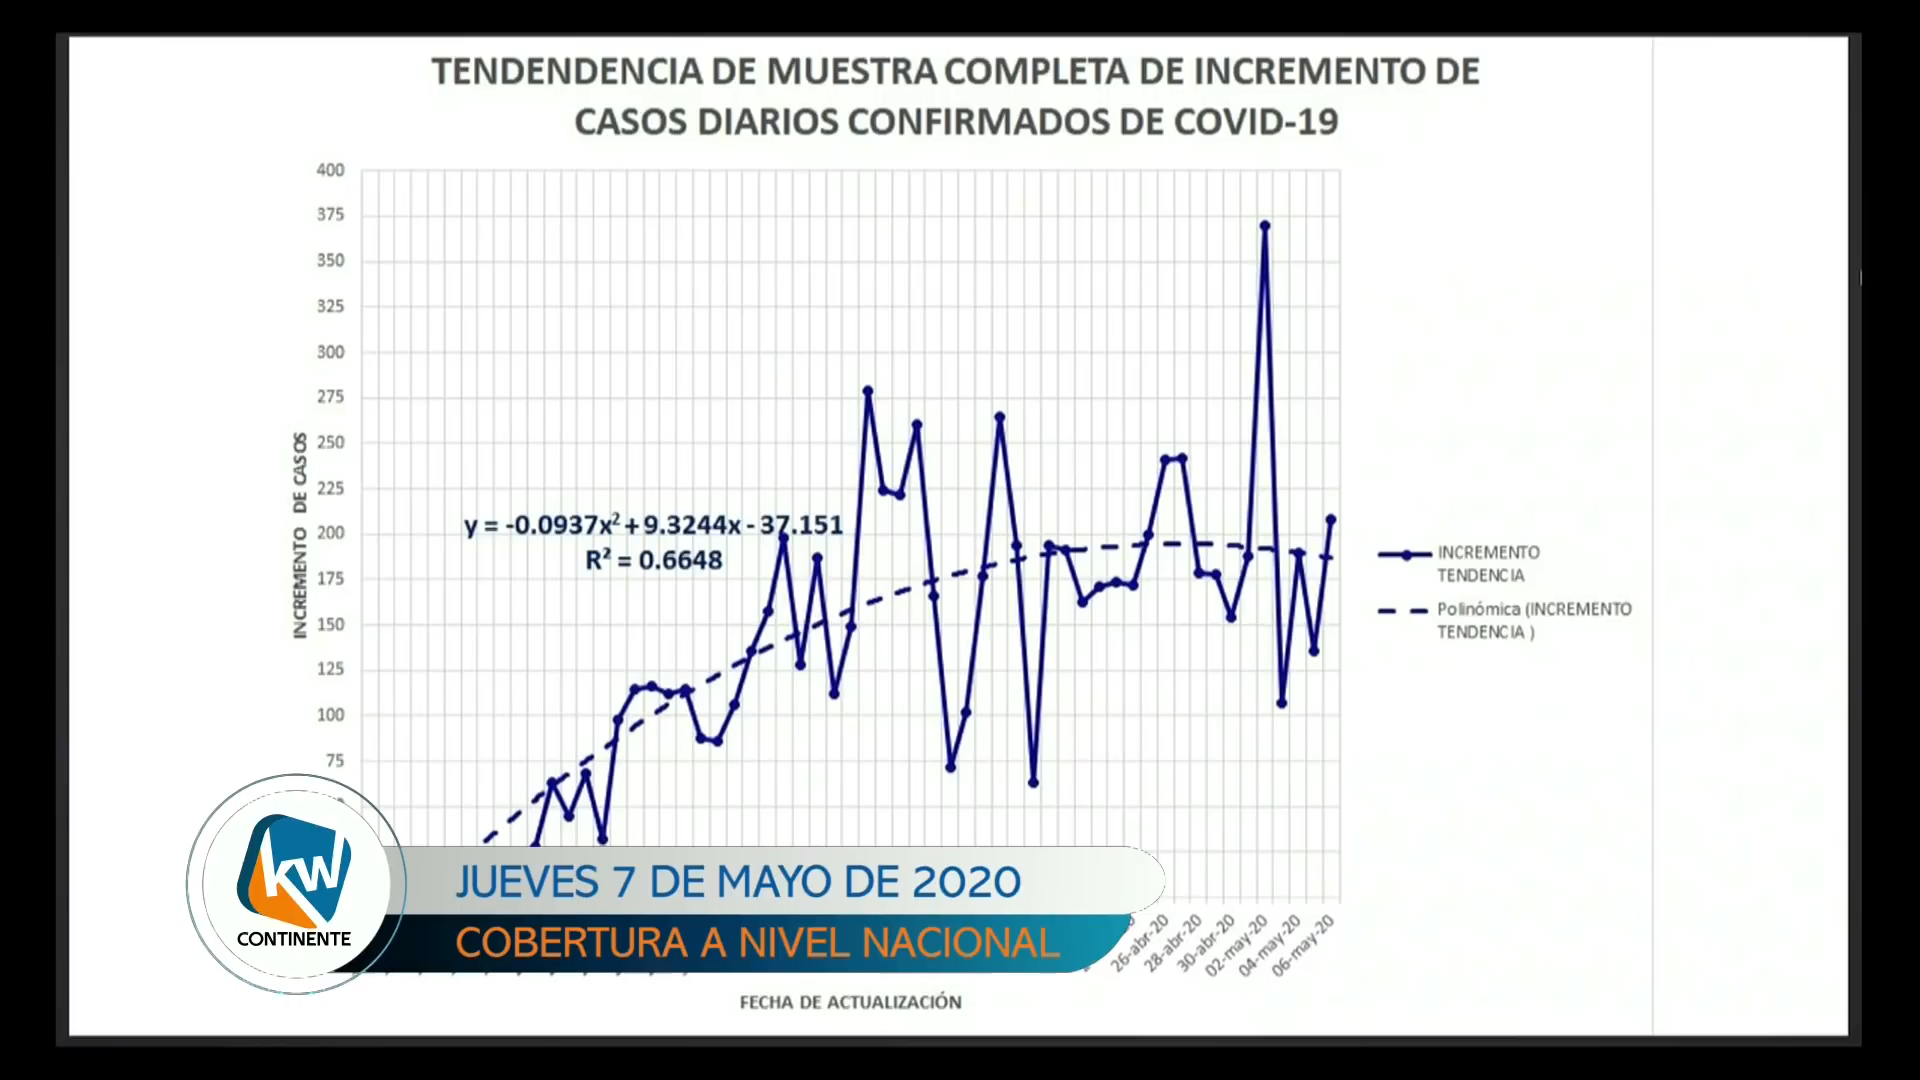 TENDENDENCIA DE MUESTRA COMPLETA DE INCREMENTO DE
CASOS DIARIOS CONFIRMADOS DE COVID-19
400
375
350
325
300
275
250
225
200
175
150
125
100
75
INCREMENTO DE CASOS
y = -0.0937x² + 9.3244x - 37.151
R² = 0.6648
INCREMENTO
TENDENCIA
Polinómica (INCREMENTO
TENDENCIA )
26-abr-20
28-abr-20
30-abr-20
02-may-20
04-may-20
06-may-20
FECHA DE ACTUALIZACIÓN
kw
CONTINENTE
JUEVES 7 DE MAYO DE 2020
COBERTURA A NIVEL NACIONAL